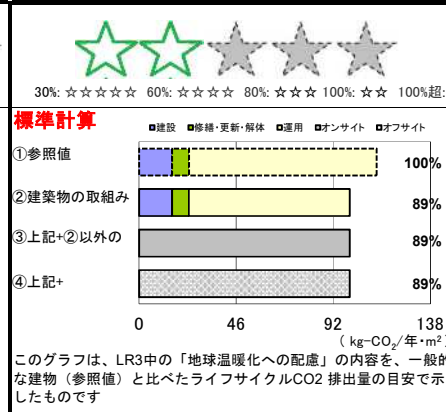 30%: ☆☆☆☆☆ 60%: ☆☆☆☆ 80%: ☆☆☆ 100%: ☆☆ 100%超:
標準計算
■建設 ■修繕・更新・解体 ■運用 ■オンサイト ■オフサイト
①参照値 100%
②建築物の取組み 89%
③上記+②以外の 89%
④上記+ 89%
0 46 92 138
( kg-CO2/年・m²)
このグラフは、LR3中の「地球温暖化への配慮」の内容を、一般的
な建物（参照値）と比べたライフサイクルCO2 排出量の目安で示
したものです